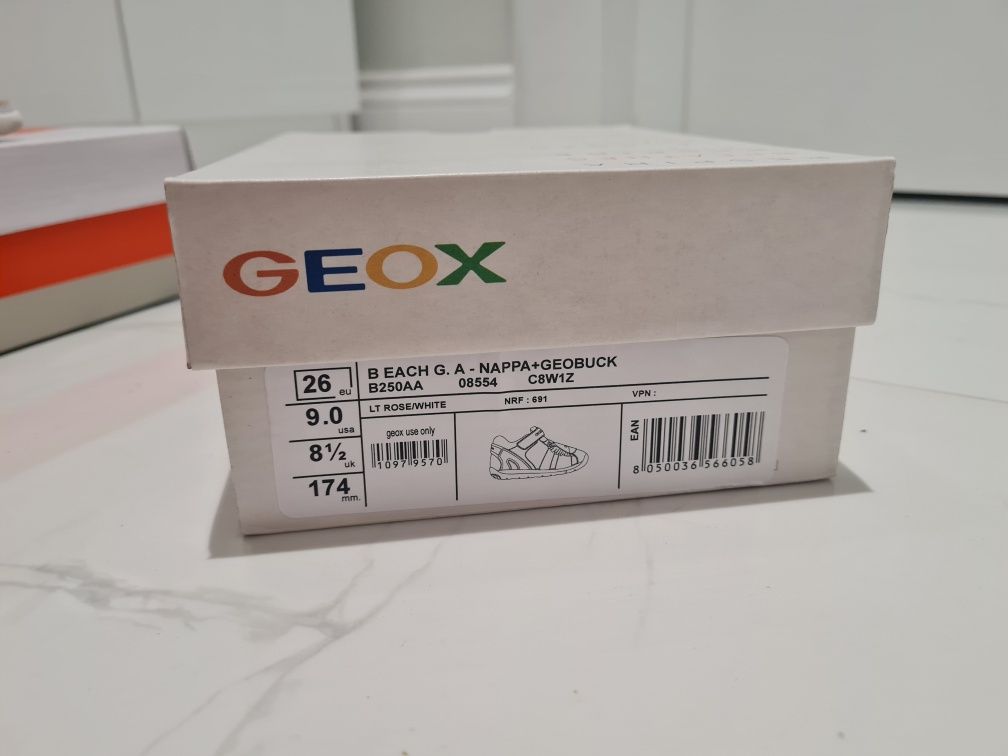 GEOX
26 eu
B EACH G. A - NAPPA+GEOBUCK
B250AA 08554 C8W1Z
9.0 usa
LT ROSE/WHITE NRF : 691 VPN :
8½ uk
geox use only
1097 9570
EAN
8 050036 566058
174 mm.